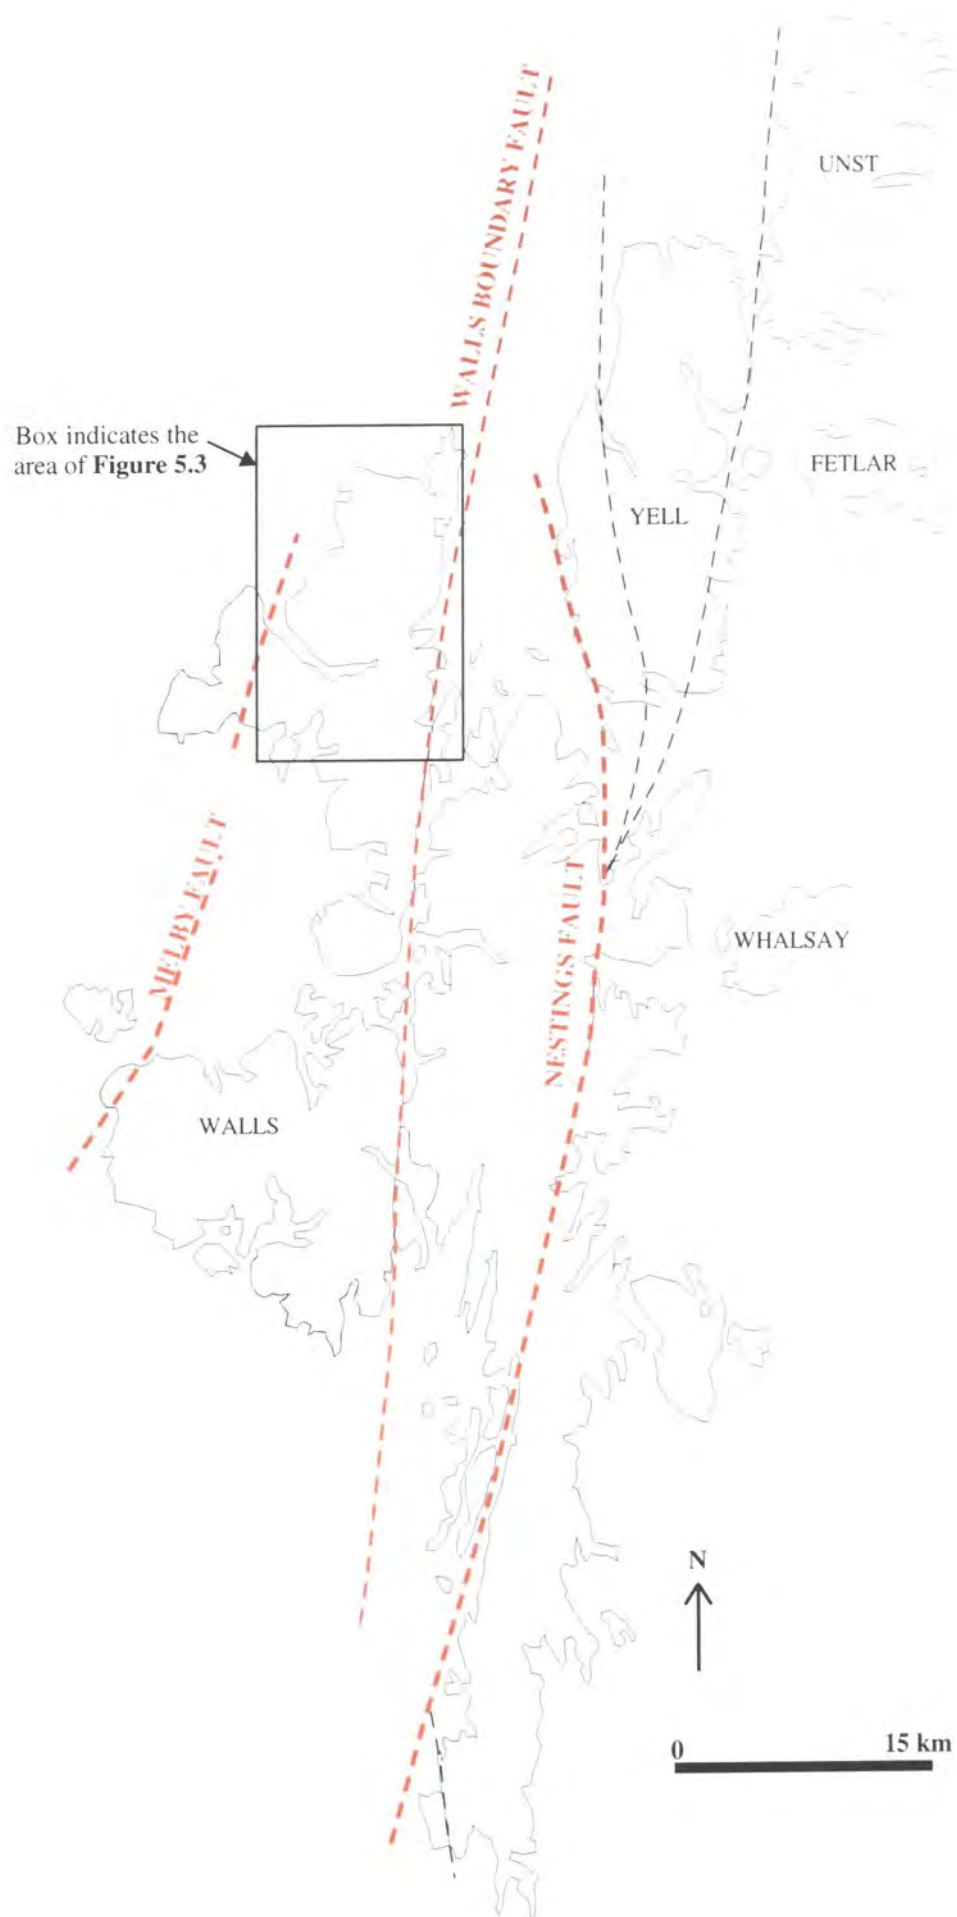 WALLS BOUNDARY FAULT
UNST
Box indicates the
area of Figure 5.3
FETLAR
YELL
MELBY FAULT
NESTINGS FAULT
WHALSAY
WALLS
N
0 15 km